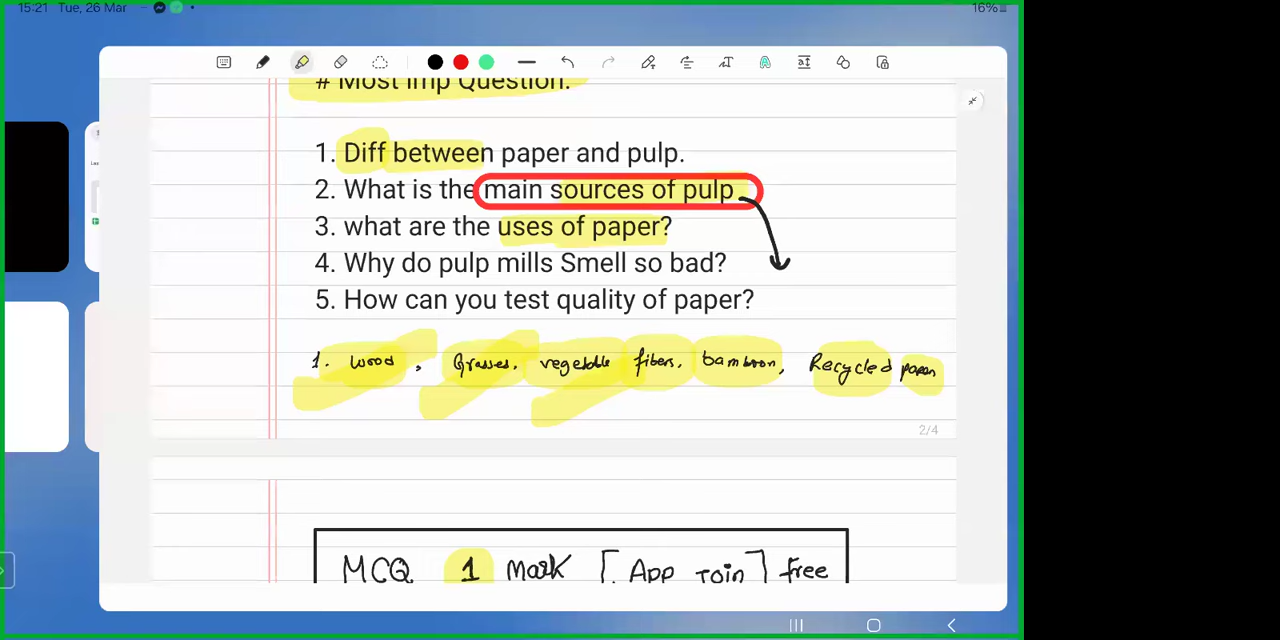 15:21 Tue, 26 Mar
16%
# Most Imp Question.
1. Diff between paper and pulp.
2. What is the main sources of pulp
3. what are the uses of paper?
4. Why do pulp mills Smell so bad?
5. How can you test quality of paper?
1. wood, Grasses, vegetable fibers, bamboon, Recycled paper
2/4
MCQ 1 Mark [App Join] free